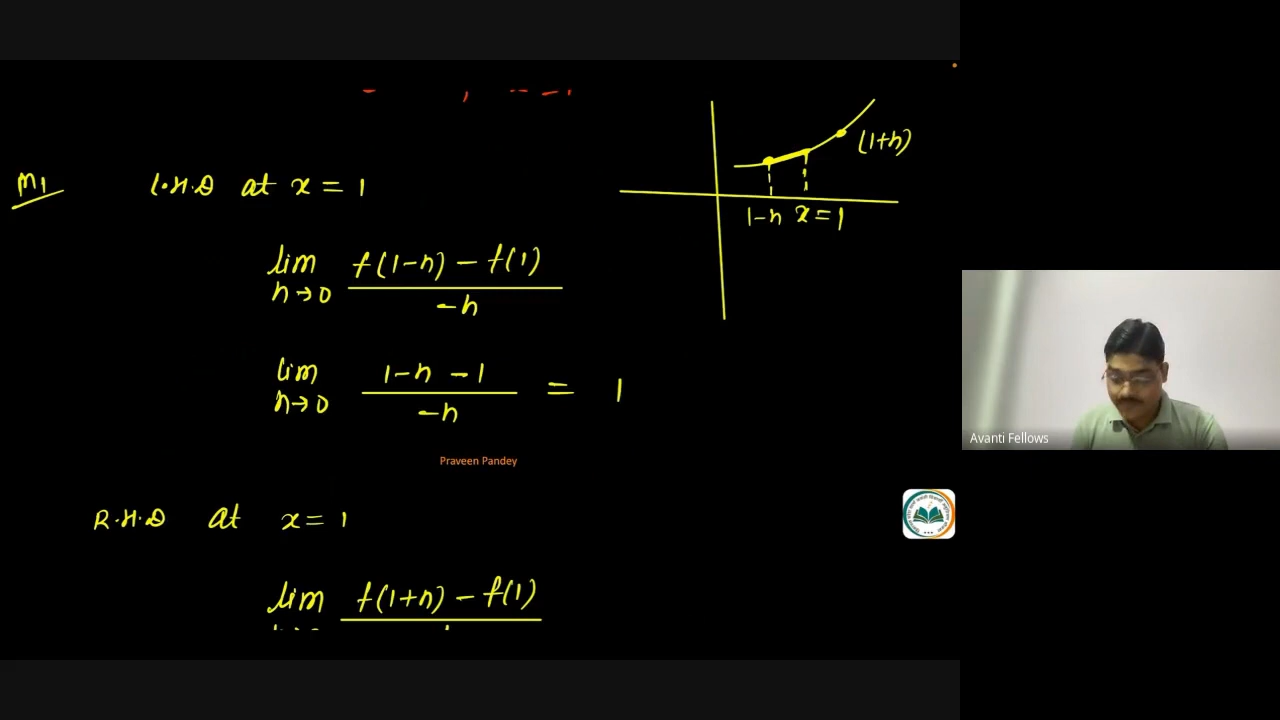 M1 L.H.D at x = 1
(1+h)
1-h x=1
lim h→0 f(1-h) - f(1) / -h
lim h→0 1-h -1 / -h = 1
Praveen Pandey
Avanti Fellows
R.H.D at x = 1
lim f(1+h) - f(1)